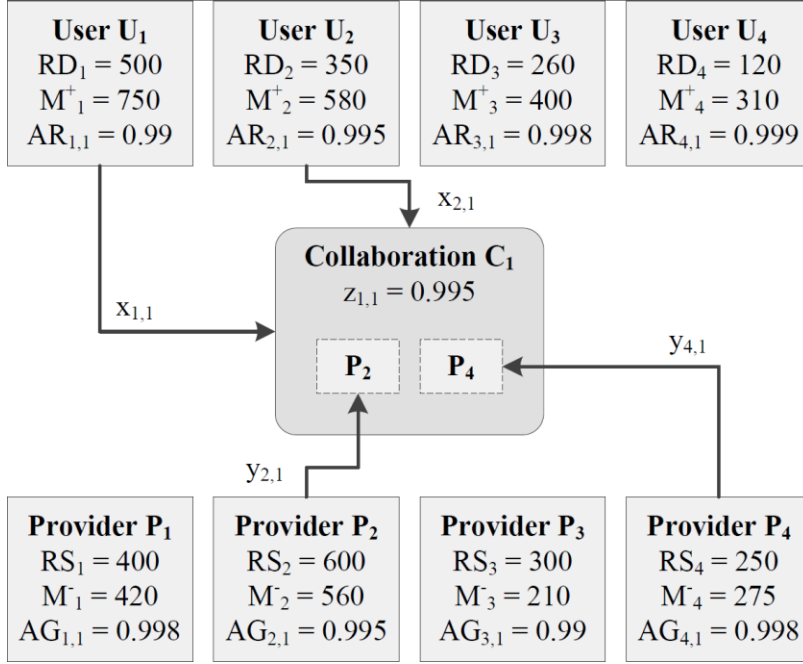 User U₁
RD₁ = 500
M⁺₁ = 750
AR₁,₁ = 0.99
User U₂
RD₂ = 350
M⁺₂ = 580
AR₂,₁ = 0.995
User U₃
RD₃ = 260
M⁺₃ = 400
AR₃,₁ = 0.998
User U₄
RD₄ = 120
M⁺₄ = 310
AR₄,₁ = 0.999
x₂,₁
Collaboration C₁
z₁,₁ = 0.995
x₁,₁
P₂
P₄
y₄,₁
y₂,₁
Provider P₁
RS₁ = 400
M⁻₁ = 420
AG₁,₁ = 0.998
Provider P₂
RS₂ = 600
M⁻₂ = 560
AG₂,₁ = 0.995
Provider P₃
RS₃ = 300
M⁻₃ = 210
AG₃,₁ = 0.99
Provider P₄
RS₄ = 250
M⁻₄ = 275
AG₄,₁ = 0.998